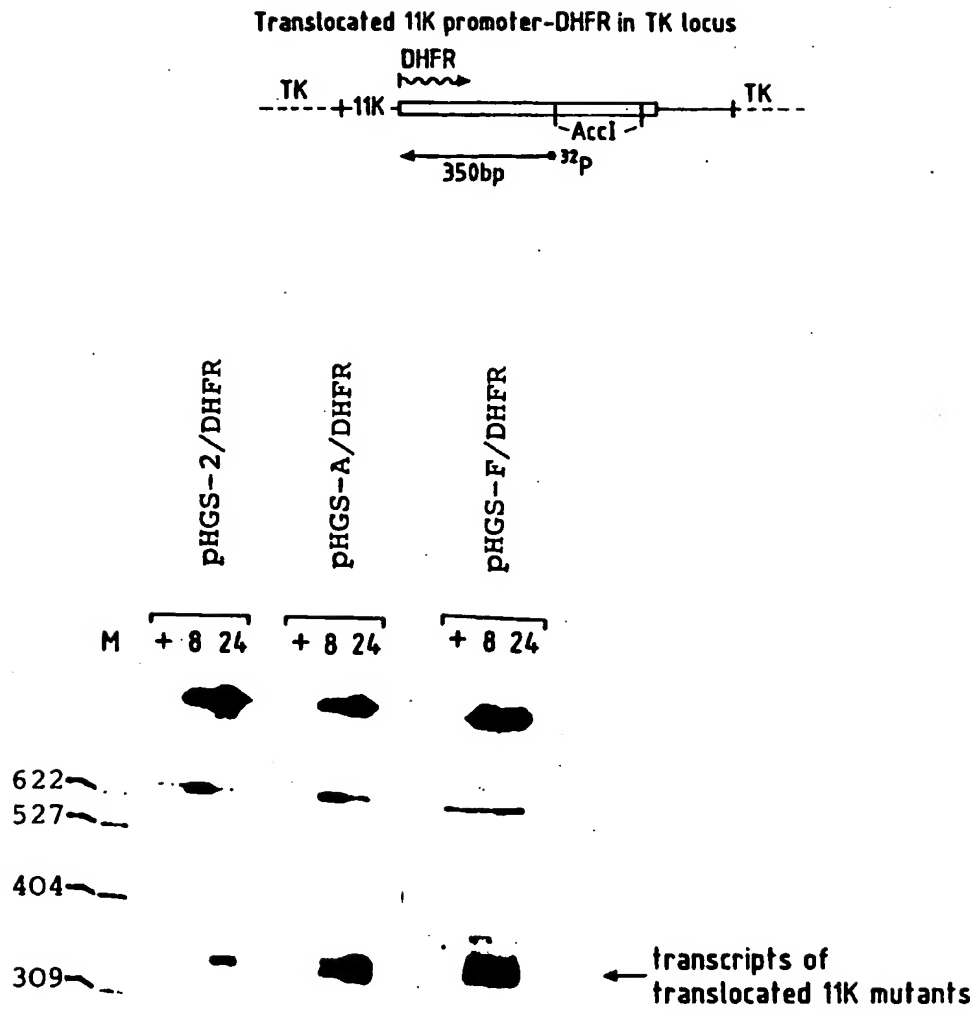 Translocated 11K promoter-DHFR in TK locus
DHFR
TK
11K
TK
AccI
32P
350bp
pHGS-2/DHFR
pHGS-A/DHFR
pHGS-F/DHFR
M + 8 24 + 8 24 + 8 24
622
527
404
309
transcripts of
translocated 11K mutants